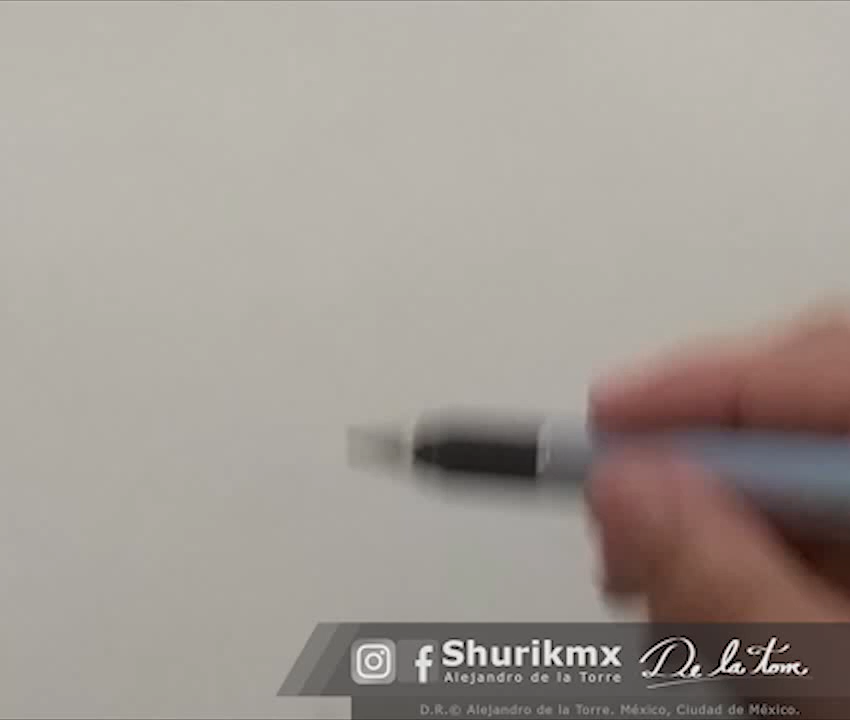 Shurikmx
Alejandro de la Torre
De la torre
D.R.© Alejandro de la Torre. México, Ciudad de México.